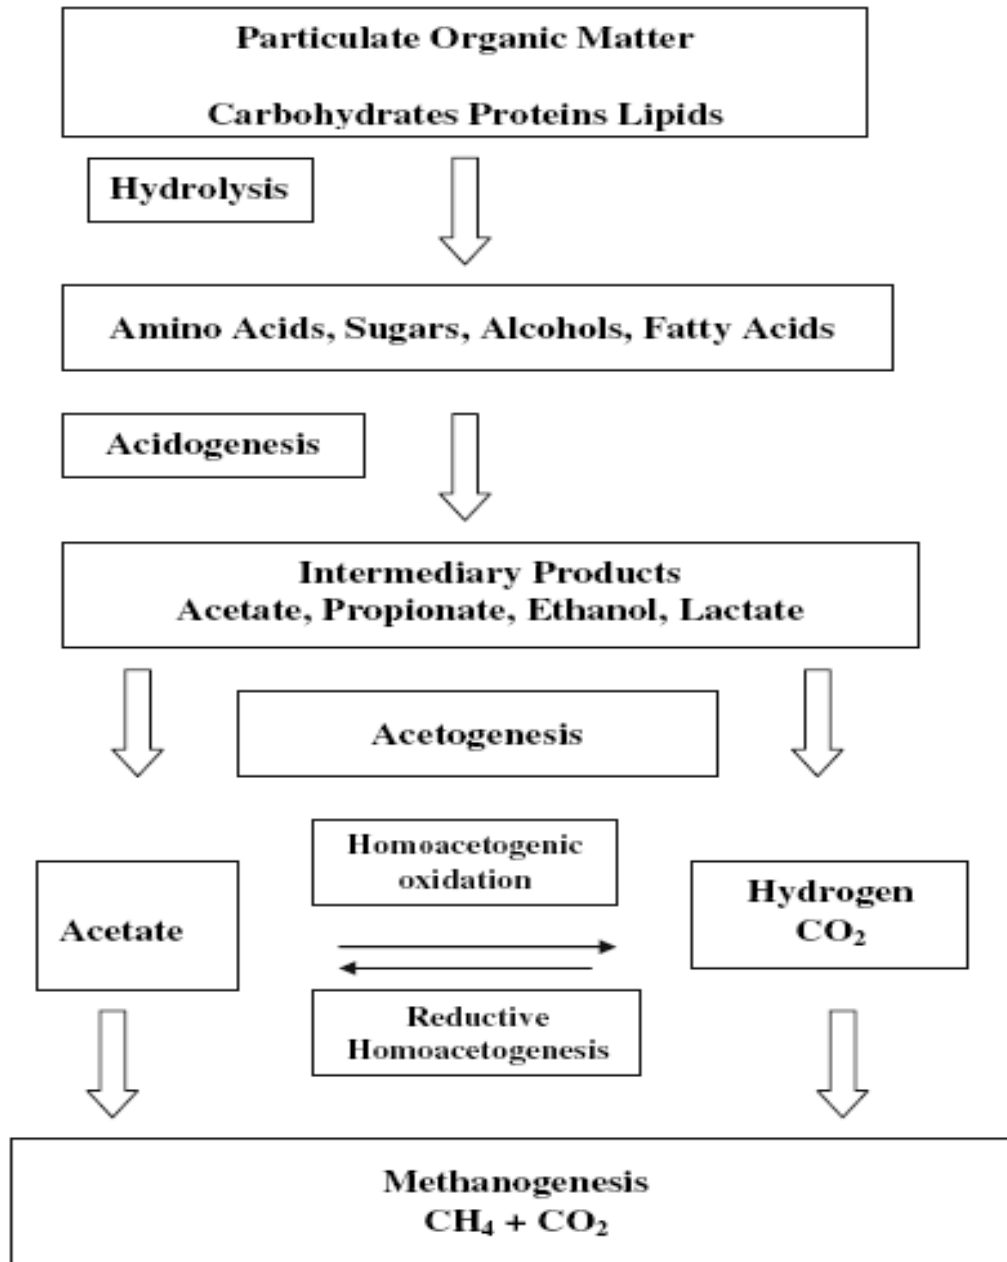 Particulate Organic Matter
Carbohydrates Proteins Lipids
Hydrolysis
Amino Acids, Sugars, Alcohols, Fatty Acids
Acidogenesis
Intermediary Products
Acetate, Propionate, Ethanol, Lactate
Acetogenesis
Homoacetogenic
oxidation
Acetate
Hydrogen
CO₂
Reductive
Homoacetogenesis
Methanogenesis
CH₄ + CO₂